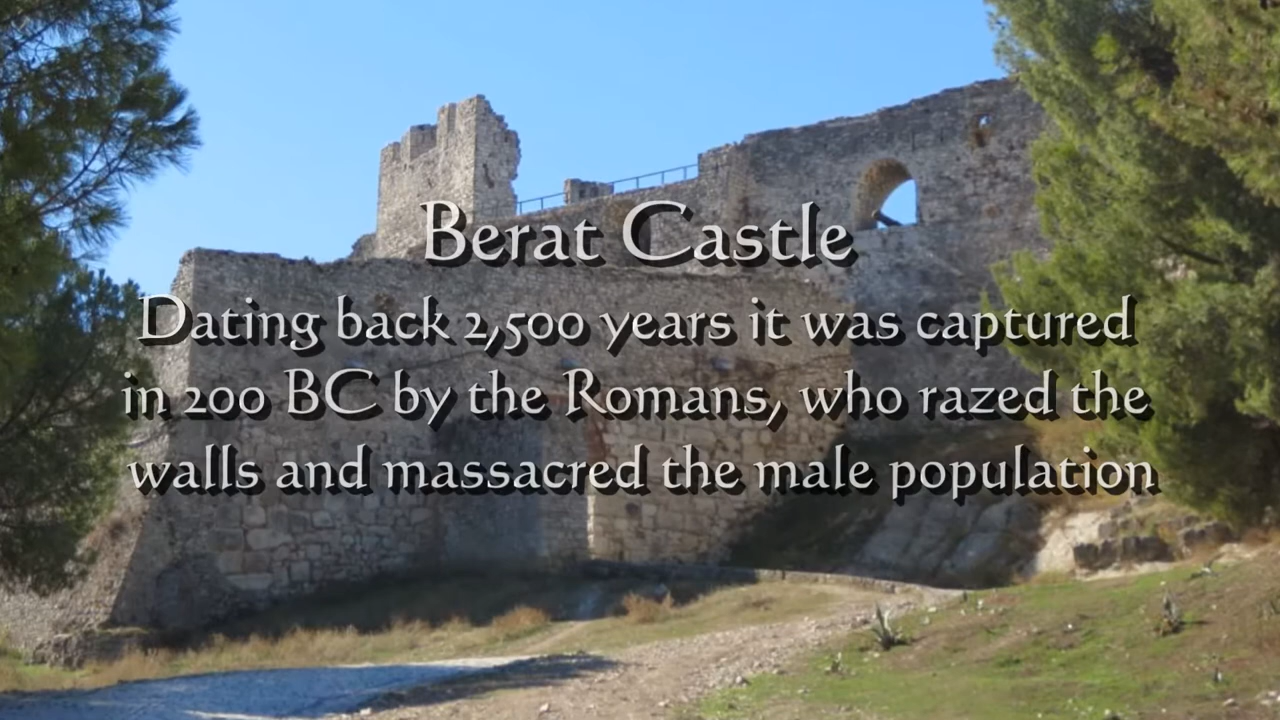 Berat Castle
Dating back 2,500 years it was captured
in 200 BC by the Romans, who razed the
walls and massacred the male population